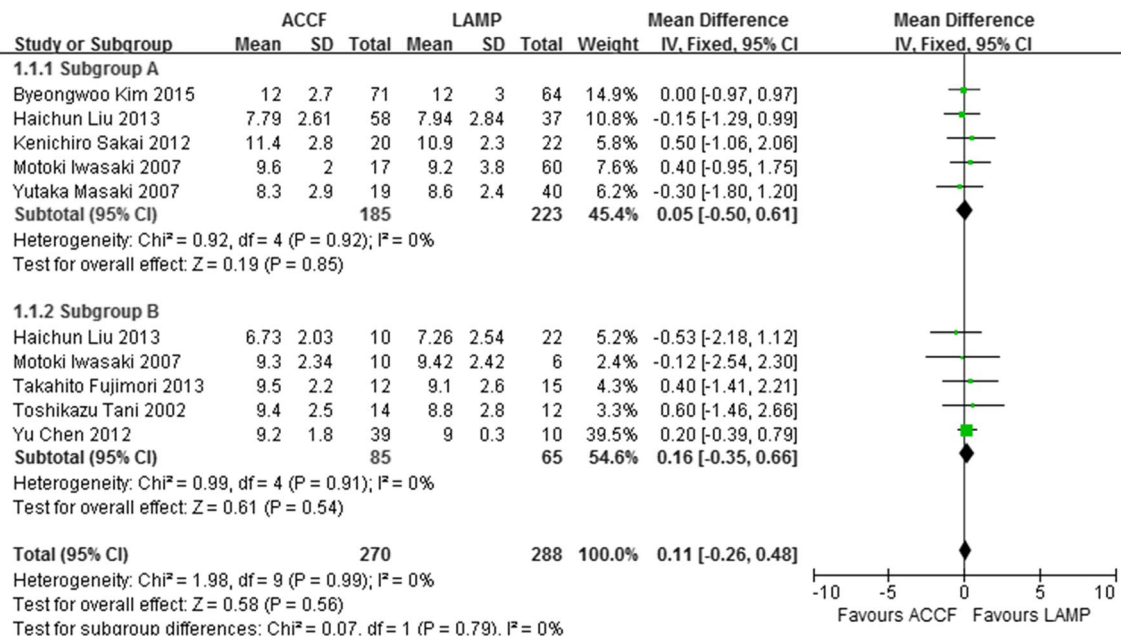 ACCF LAMP Mean Difference Mean Difference
Study or Subgroup Mean SD Total Mean SD Total Weight IV, Fixed, 95% CI IV, Fixed, 95% CI
1.1.1 Subgroup A
Byeongwoo Kim 2015 12 2.7 71 12 3 64 14.9% 0.00 [-0.97, 0.97]
Haichun Liu 2013 7.79 2.61 58 7.94 2.84 37 10.8% -0.15 [-1.29, 0.99]
Kenichiro Sakai 2012 11.4 2.8 20 10.9 2.3 22 5.8% 0.50 [-1.06, 2.06]
Motoki Iwasaki 2007 9.6 2 17 9.2 3.8 60 7.6% 0.40 [-0.95, 1.75]
Yutaka Masaki 2007 8.3 2.9 19 8.6 2.4 40 6.2% -0.30 [-1.80, 1.20]
Subtotal (95% CI) 185 223 45.4% 0.05 [-0.50, 0.61]
Heterogeneity: Chi² = 0.92, df = 4 (P = 0.92); I² = 0%
Test for overall effect: Z = 0.19 (P = 0.85)
1.1.2 Subgroup B
Haichun Liu 2013 6.73 2.03 10 7.26 2.54 22 5.2% -0.53 [-2.18, 1.12]
Motoki Iwasaki 2007 9.3 2.34 10 9.42 2.42 6 2.4% -0.12 [-2.54, 2.30]
Takahito Fujimori 2013 9.5 2.2 12 9.1 2.6 15 4.3% 0.40 [-1.41, 2.21]
Toshikazu Tani 2002 9.4 2.5 14 8.8 2.8 12 3.3% 0.60 [-1.46, 2.66]
Yu Chen 2012 9.2 1.8 39 9 0.3 10 39.5% 0.20 [-0.39, 0.79]
Subtotal (95% CI) 85 65 54.6% 0.16 [-0.35, 0.66]
Heterogeneity: Chi² = 0.99, df = 4 (P = 0.91); I² = 0%
Test for overall effect: Z = 0.61 (P = 0.54)
Total (95% CI) 270 288 100.0% 0.11 [-0.26, 0.48]
Heterogeneity: Chi² = 1.98, df = 9 (P = 0.99); I² = 0%
Test for overall effect: Z = 0.58 (P = 0.56)
Test for subgroup differences: Chi² = 0.07, df = 1 (P = 0.79), I² = 0%
-10 -5 0 5 10
Favours ACCF Favours LAMP